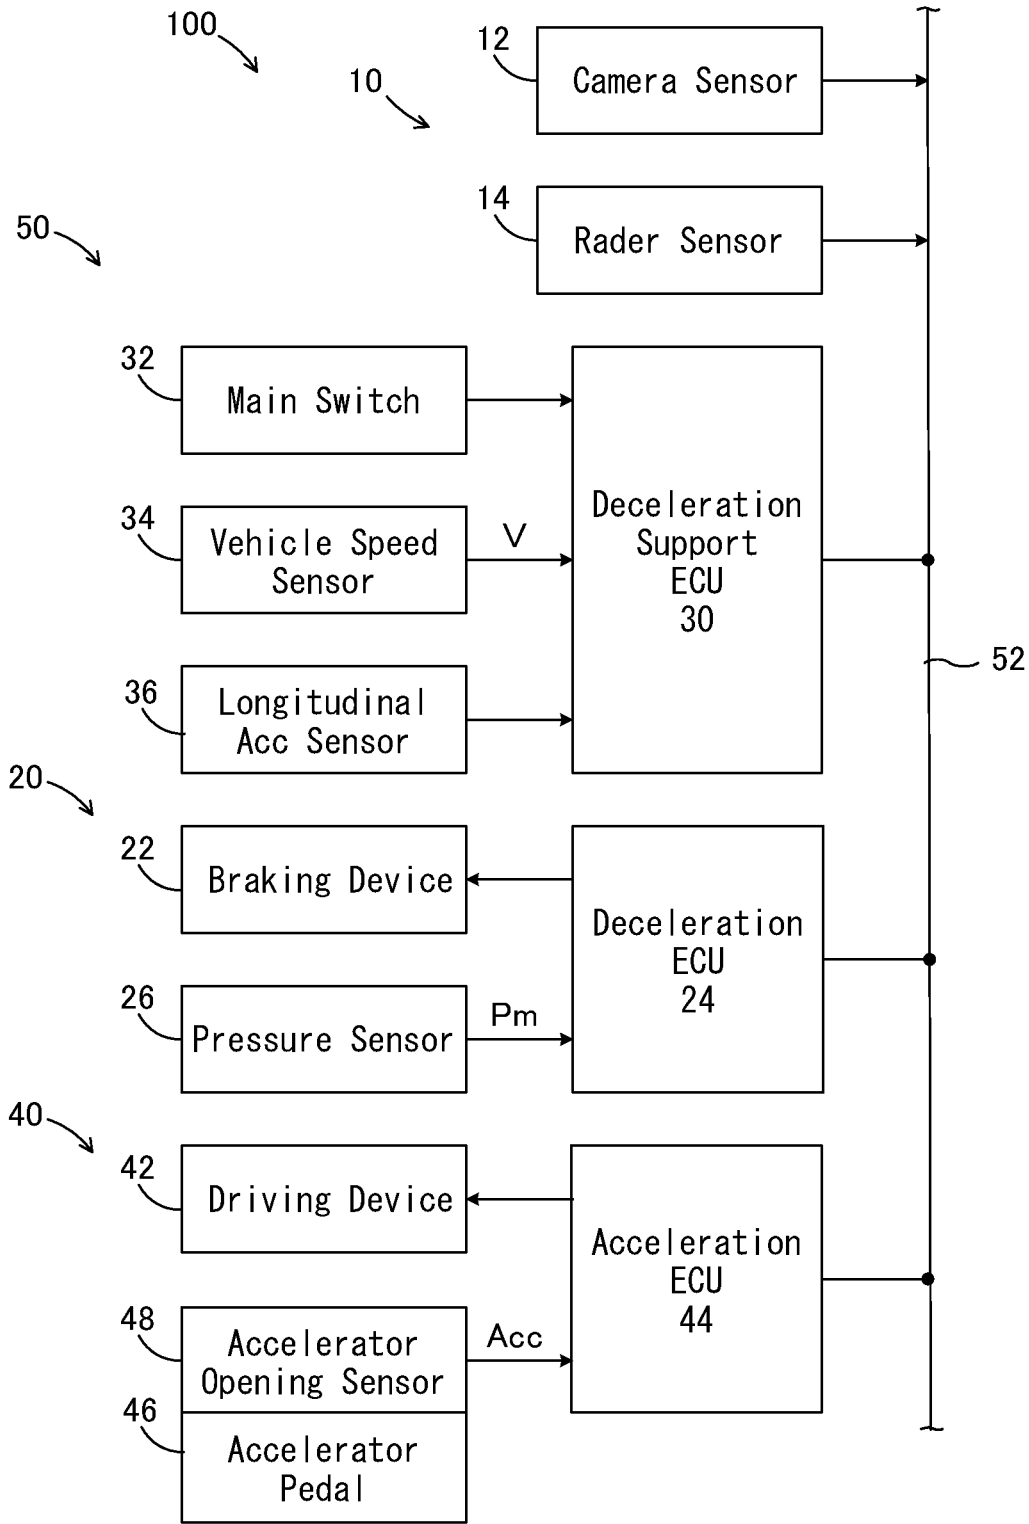 100
10
12
Camera Sensor
14
Rader Sensor
50
32
Main Switch
34
Vehicle Speed
Sensor
V
36
Longitudinal
Acc Sensor
Deceleration
Support
ECU
30
52
20
22
Braking Device
26
Pressure Sensor
Pm
Deceleration
ECU
24
40
42
Driving Device
48
Accelerator
Opening Sensor
Acc
46
Accelerator
Pedal
Acceleration
ECU
44